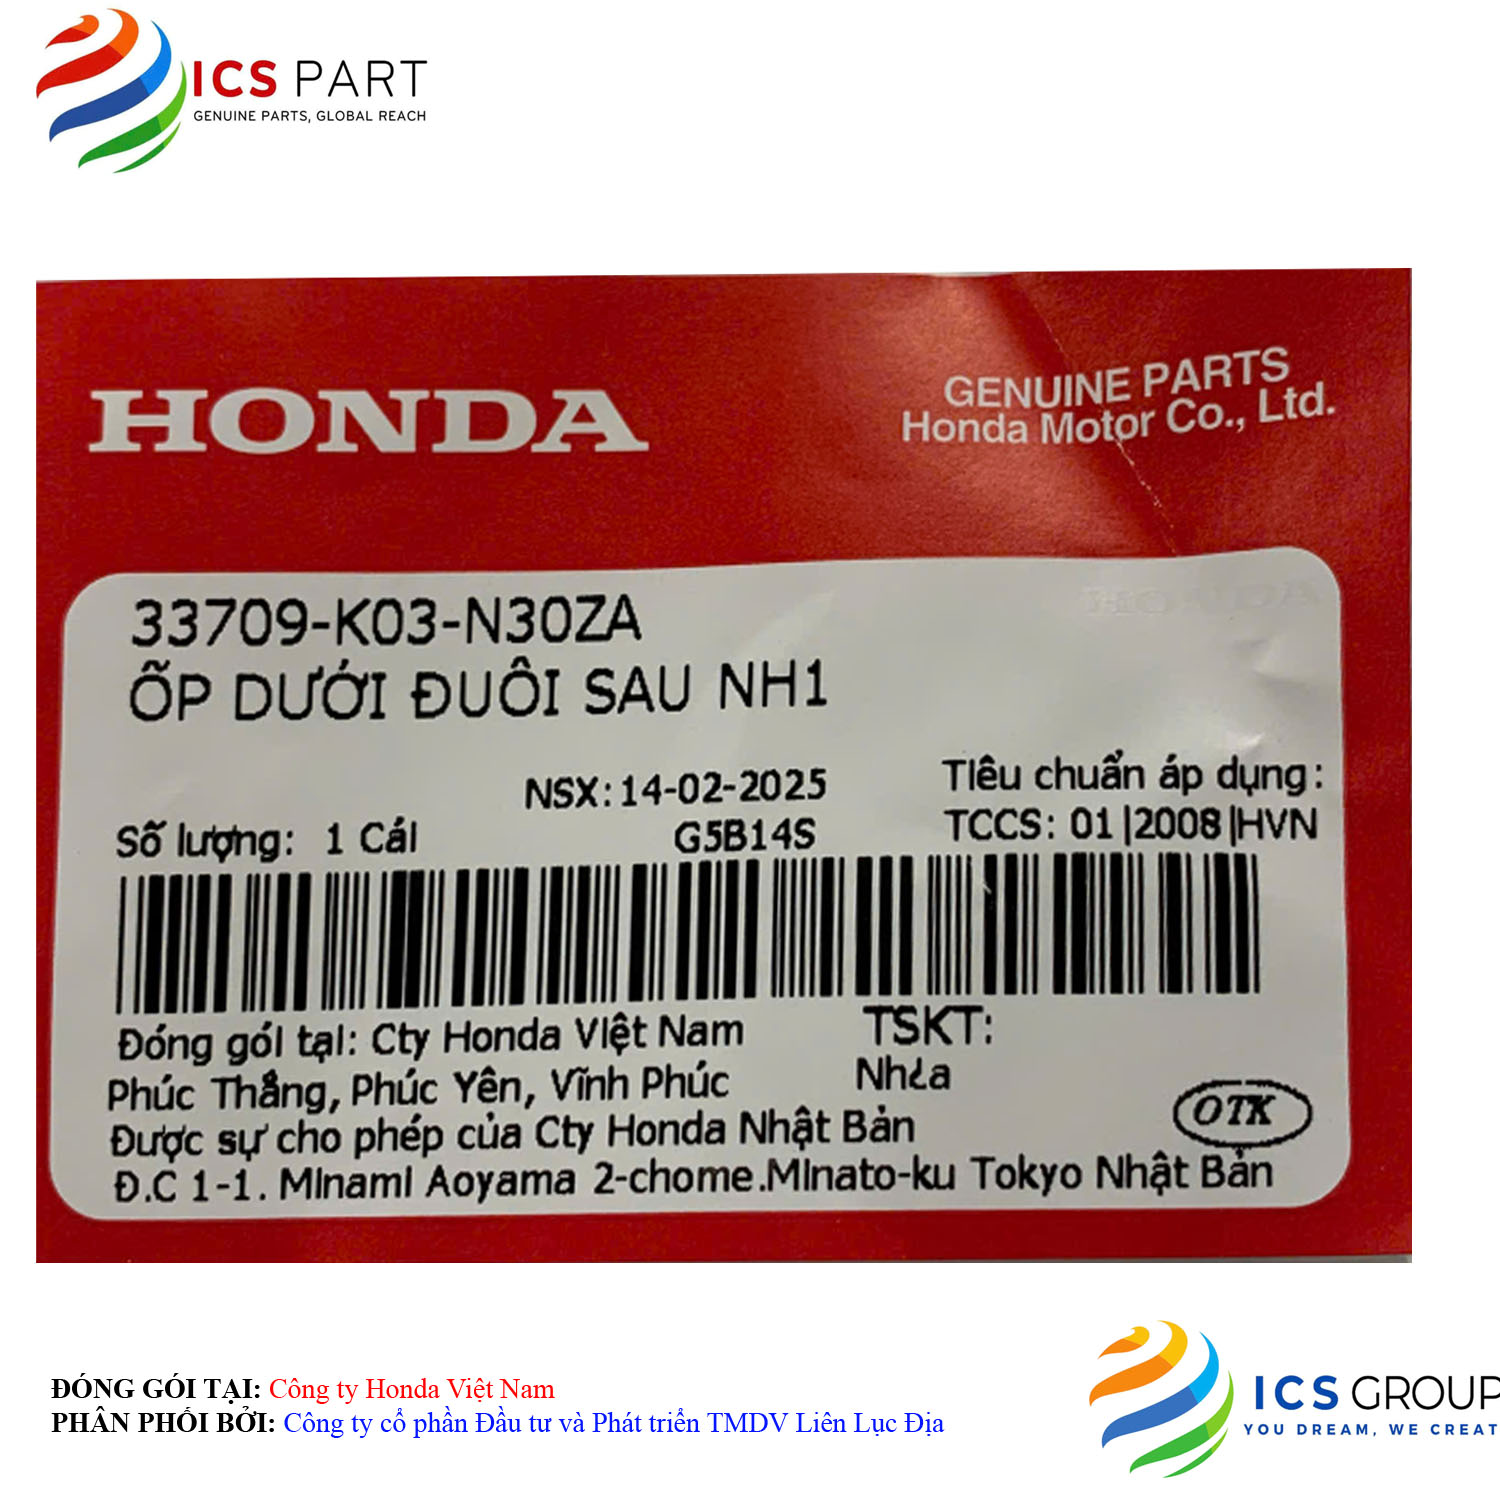 ICS PART
GENUINE PARTS, GLOBAL REACH
HONDA
GENUINE PARTS
Honda Motor Co., Ltd.
33709-K03-N30ZA
ỐP DƯỚI ĐUÔI SAU NH1
NSX: 14-02-2025
Tiêu chuẩn áp dụng:
Số lượng: 1 Cái
G5B14S
TCCS: 01|2008|HVN
Đóng gói tại: Cty Honda Việt Nam
TSKT:
Phúc Thắng, Phúc Yên, Vĩnh Phúc
Nhựa
Được sự cho phép của Cty Honda Nhật Bản
OTK
Đ.C 1-1. Minami Aoyama 2-chome.Minato-ku Tokyo Nhật Bản
ĐÓNG GÓI TẠI: Công ty Honda Việt Nam
PHÂN PHỐI BỞI: Công ty cổ phần Đầu tư và Phát triển TMDV Liên Lục Địa
ICS GROUP
YOU DREAM, WE CREAT